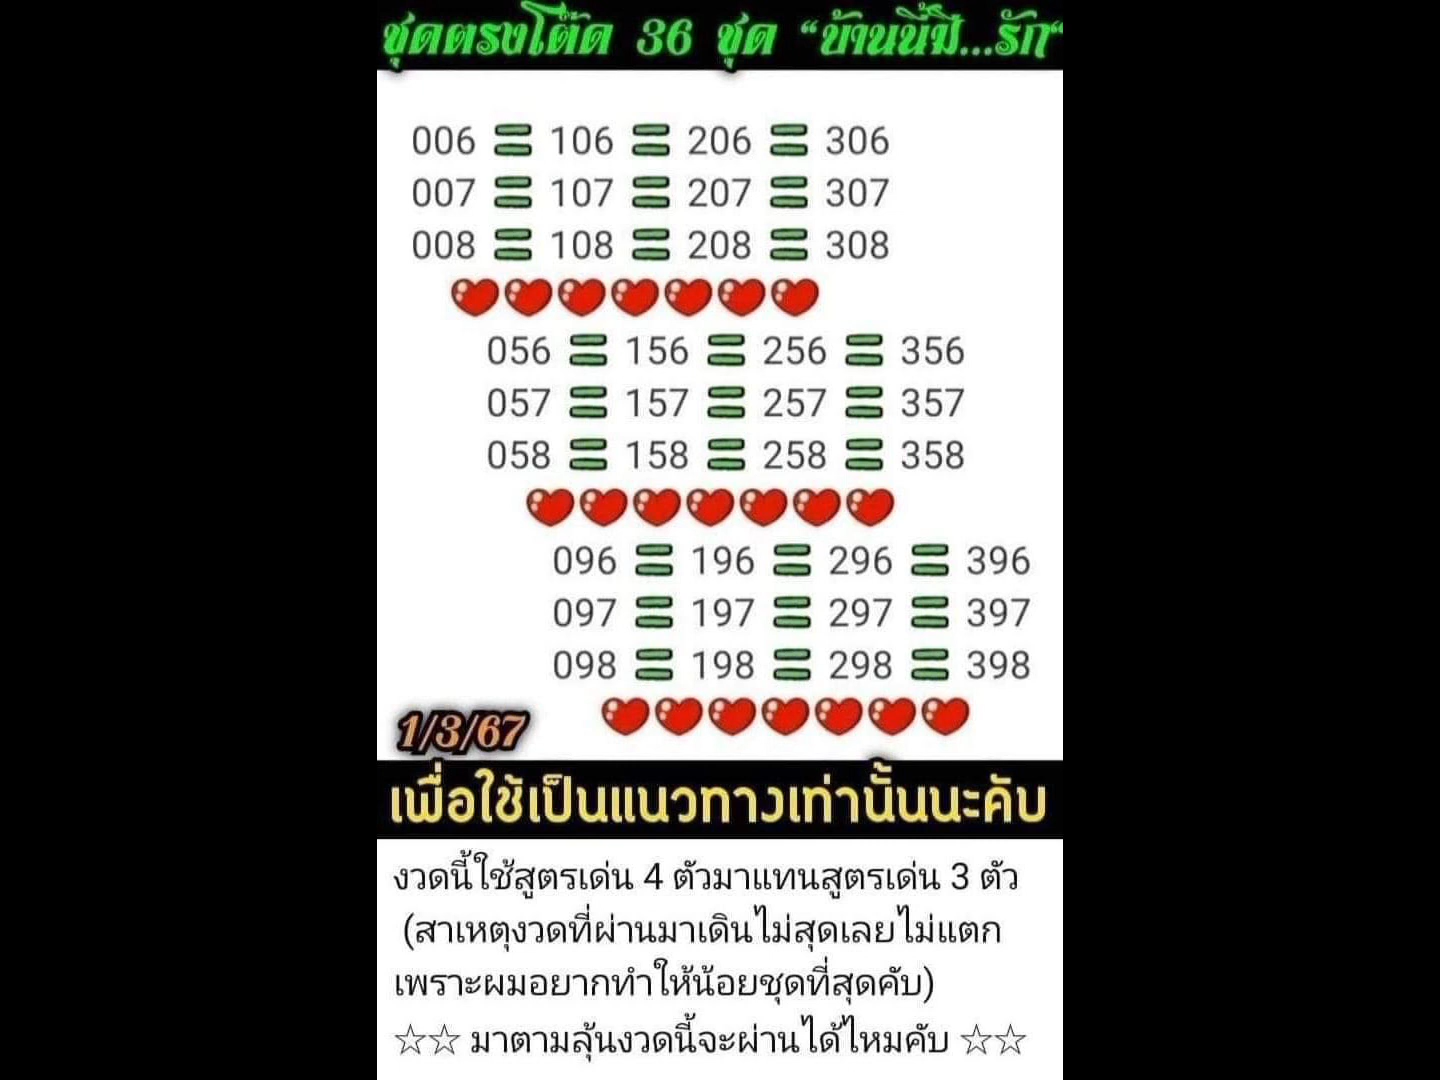 ชุดตรงโต๊ด 36 ชุด “บ้านนี้มี...รัก“
006 = 106 = 206 = 306
007 = 107 = 207 = 307
008 = 108 = 208 = 308
056 = 156 = 256 = 356
057 = 157 = 257 = 357
058 = 158 = 258 = 358
096 = 196 = 296 = 396
097 = 197 = 297 = 397
098 = 198 = 298 = 398
1/3/67
เพื่อใช้เป็นแนวทางเท่านั้นนะคับ
งวดนี้ใช้สูตรเด่น 4 ตัวมาแทนสูตรเด่น 3 ตัว
(สาเหตุงวดที่ผ่านมาเดินไม่สุดเลยไม่แตก
เพราะผมอยากทำให้น้อยชุดที่สุดคับ)
☆☆ มาตามลุ้นงวดนี้จะผ่านได้ไหมคับ ☆☆